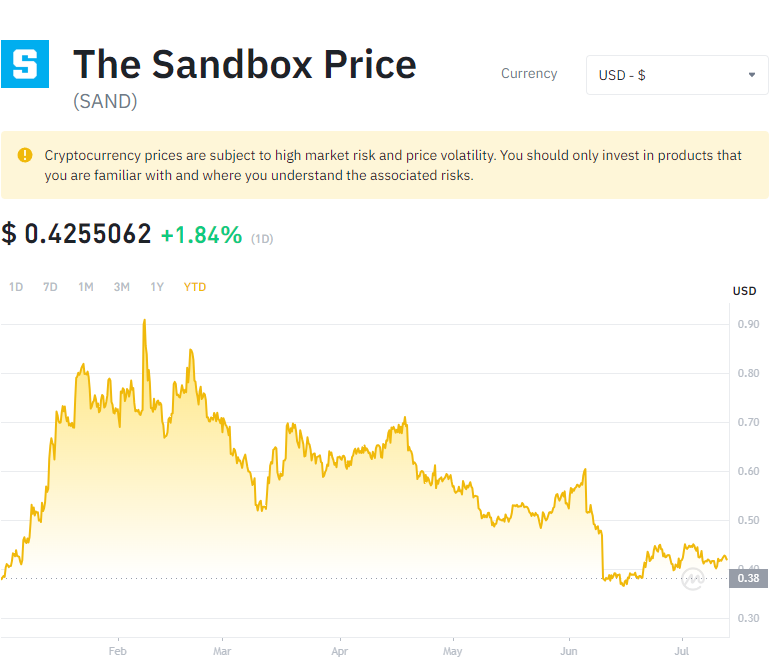 S
The Sandbox Price
(SAND)
Currency
USD - $
Cryptocurrency prices are subject to high market risk and price volatility. You should only invest in products that
you are familiar with and where you understand the associated risks.
$ 0.4255062 +1.84% (1D)
1D 7D 1M 3M 1Y YTD
USD
0.90
0.80
0.70
0.60
0.50
0.40
0.38
0.30
Feb Mar Apr May Jun Jul